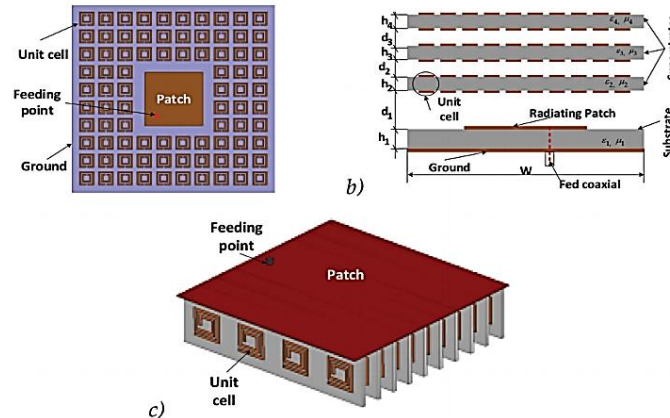 Unit cell
Feeding
point
Patch
Ground
h4
d3
h3
d2
h2
d1
h1
ε4, μ4
ε3, μ3
ε2, μ2
Unit
cell
Radiating Patch
Substrate
ε1, μ1
Ground
W
Fed coaxial
b)
Feeding
point
Patch
Unit
cell
c)